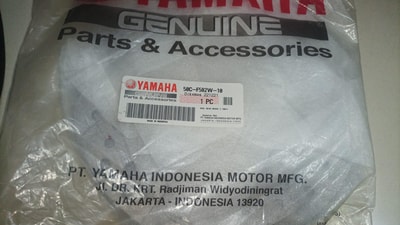 YAMAHA
GENUINE
Parts & Accessories
YAMAHA
GENUINE
Parts & Accessories
1 PC
PT. YAMAHA INDONESIA MOTOR MFG.
JL. DR. KRT. Radjiman Widyodiningrat
JAKARTA - INDONESIA 13920